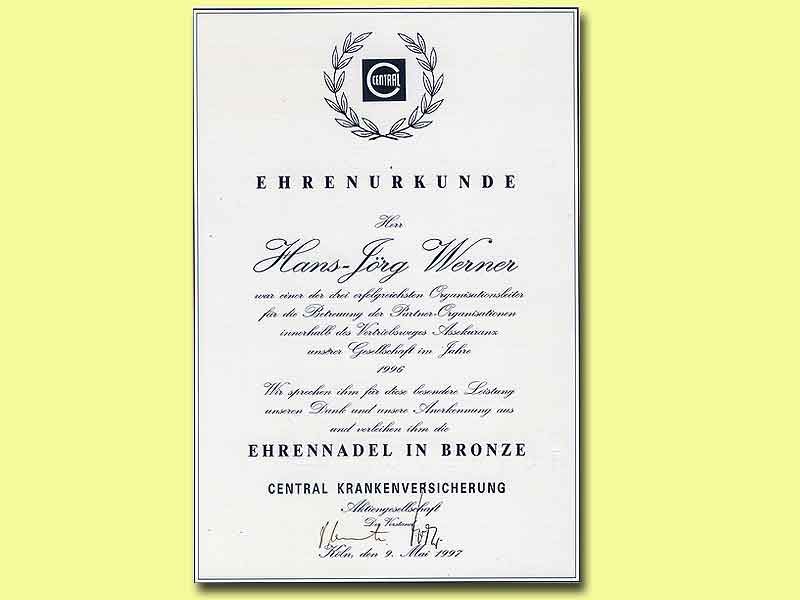 CENTRAL
EHRENURKUNDE
Herr
Hans-Jörg Werner
war einer der drei erfolgreichsten Organisationsleiter
für die Betreuung der Partner-Organisationen
innerhalb des Vertriebsweges Assekuranz
unserer Gesellschaft im Jahre
1996
Wir sprechen ihm für diese besondere Leistung
unseren Dank und unsere Anerkennung aus
und verleihen ihm die
EHRENNADEL IN BRONZE
CENTRAL KRANKENVERSICHERUNG
Aktiengesellschaft
Der Vorstand
Köln, den 9. Mai 1997